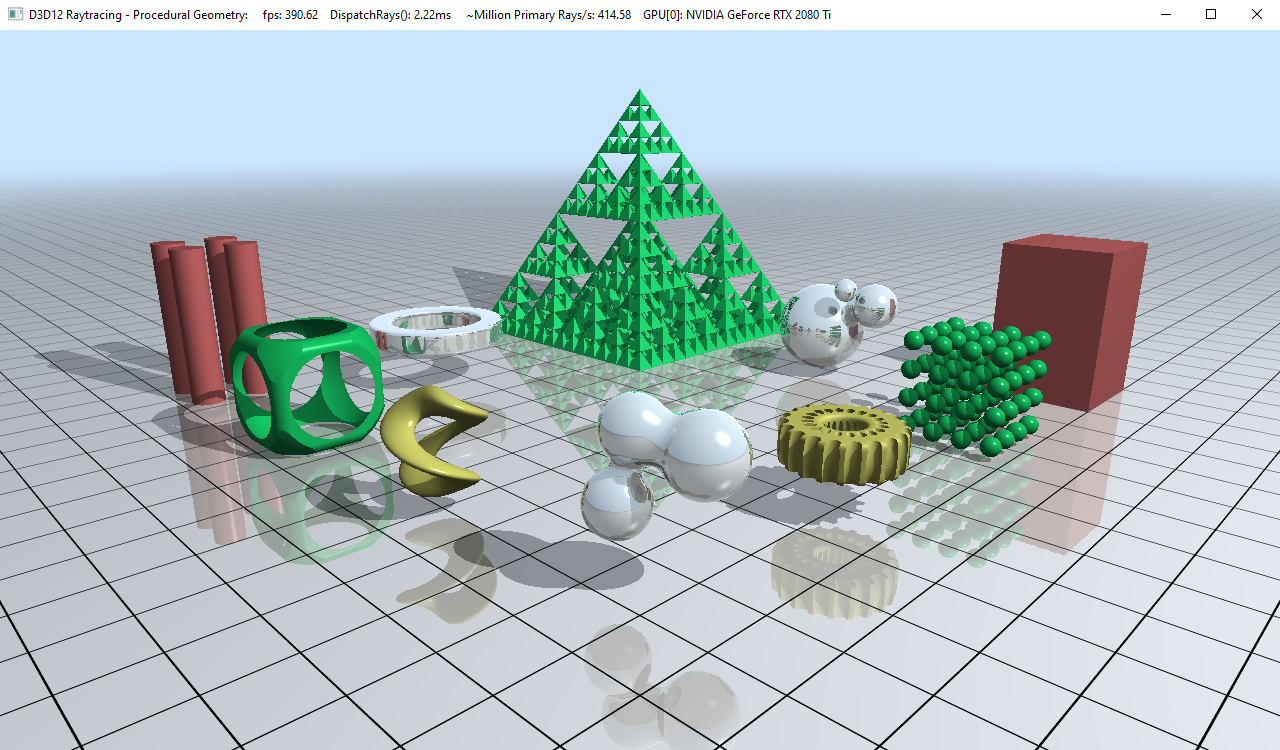 D3D12 Raytracing - Procedural Geometry: fps: 390.62 DispatchRays(): 2.22ms ~Million Primary Rays/s: 414.58 GPU[0]: NVIDIA GeForce RTX 2080 Ti